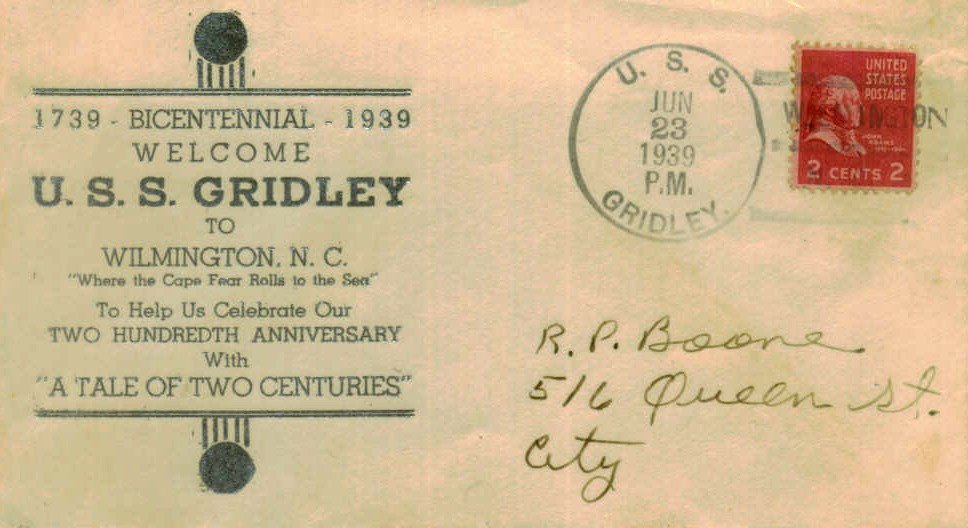 1739 - BICENTENNIAL - 1939
WELCOME
U. S. S. GRIDLEY
TO
WILMINGTON, N. C.
"Where the Cape Fear Rolls to the Sea"
To Help Us Celebrate Our
TWO HUNDREDTH ANNIVERSARY
With
"A TALE OF TWO CENTURIES"
U. S. S.
JUN
23
1939
P.M.
GRIDLEY.
UNITED
STATES
POSTAGE
JOHN
ADAMS
2 CENTS 2
R. P. Boone
516 Queen St.
City